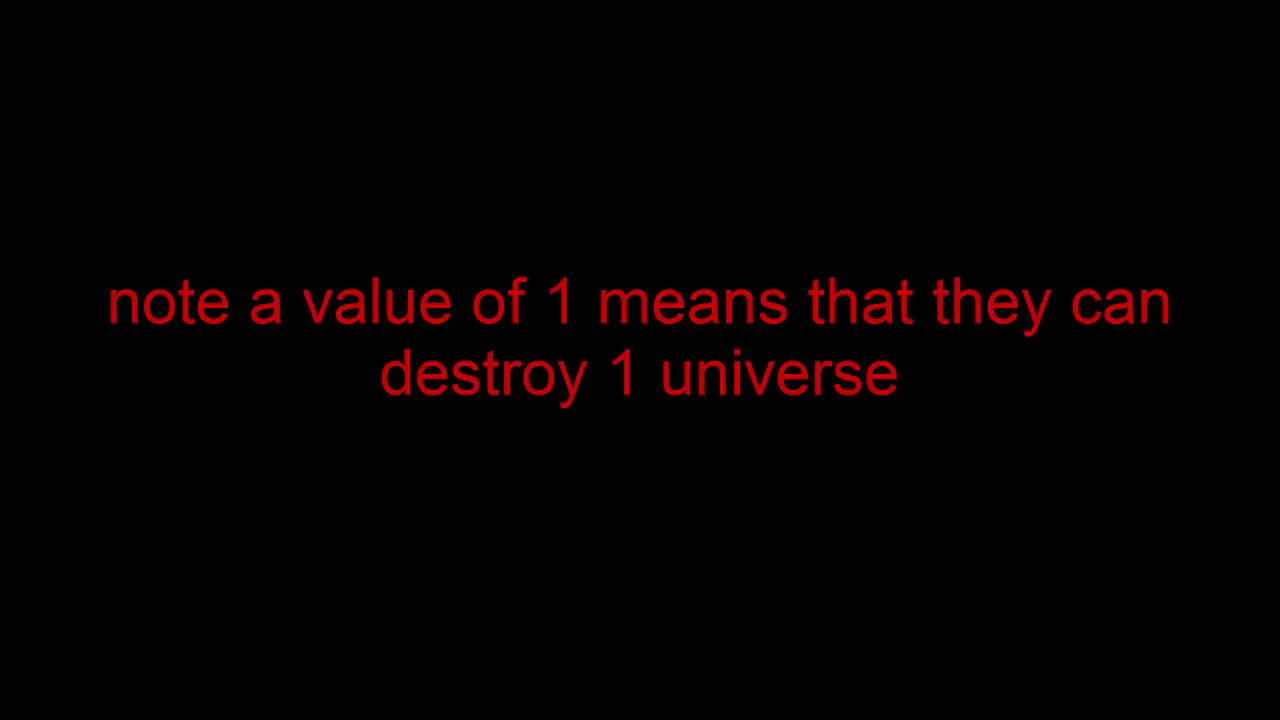 note a value of 1 means that they can
destroy 1 universe